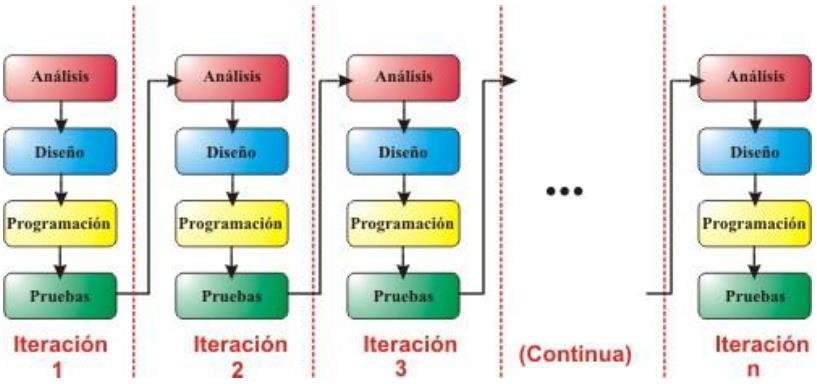 Análisis
Diseño
Programación
Pruebas
Iteración
1
Análisis
Diseño
Programación
Pruebas
Iteración
2
Análisis
Diseño
Programación
Pruebas
Iteración
3
...
(Continua)
Análisis
Diseño
Programación
Pruebas
Iteración
n